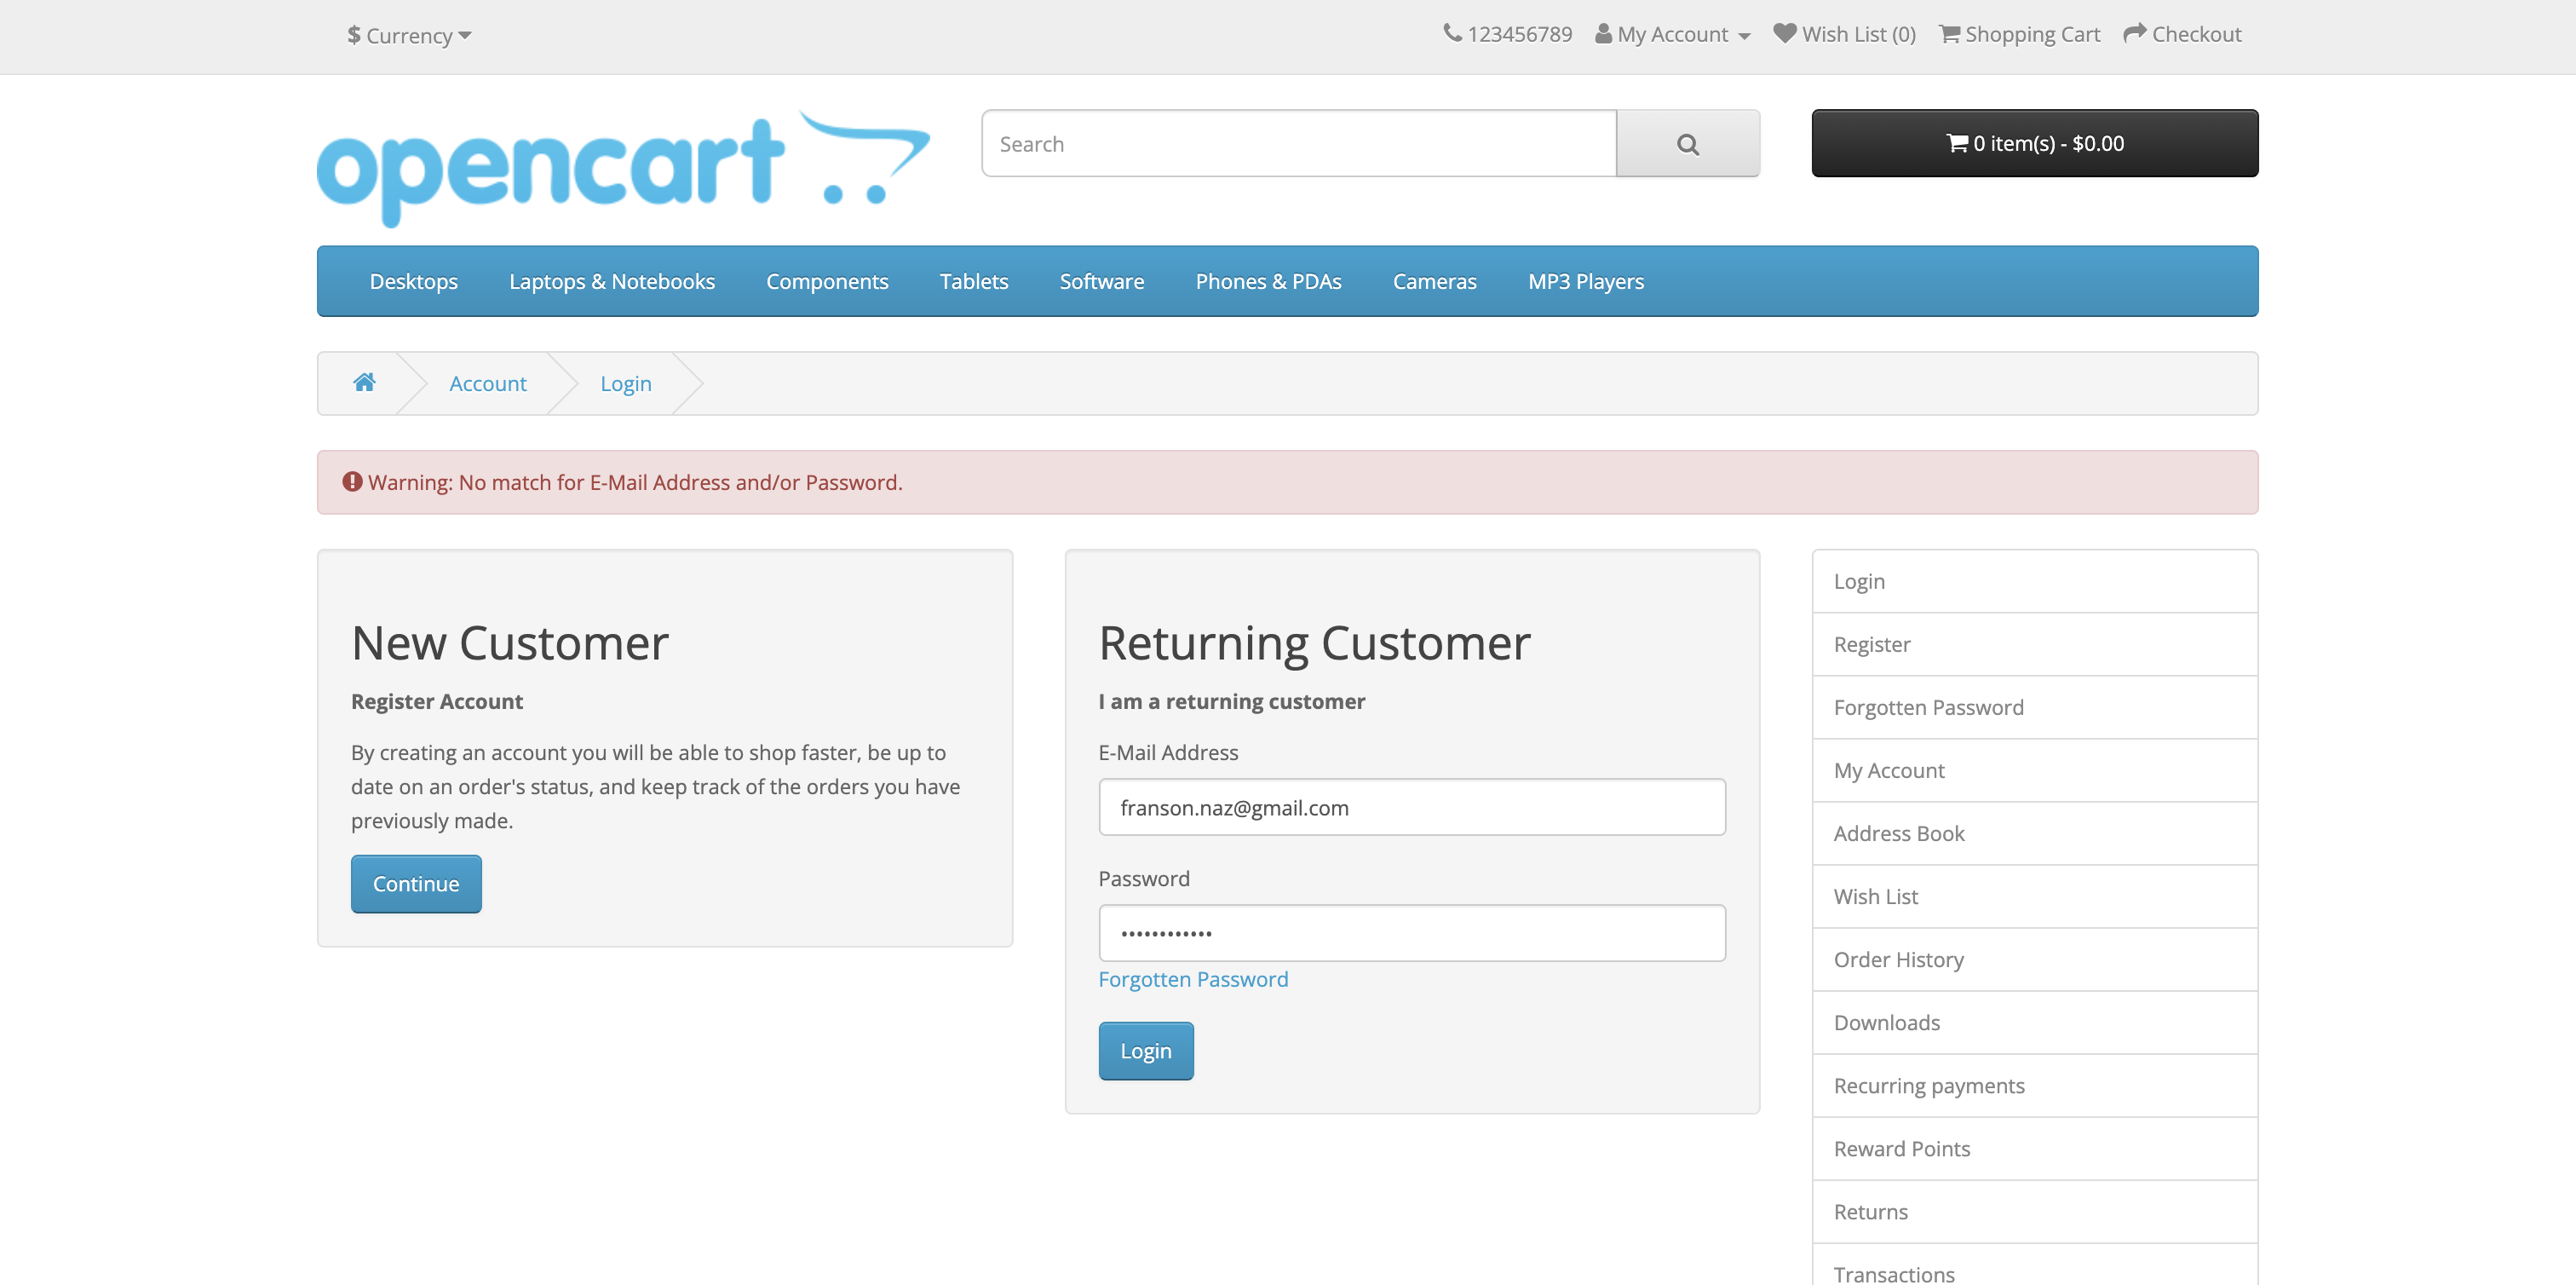 $ Currency
123456789 My Account Wish List (0) Shopping Cart Checkout
opencart
Search
0 item(s) - $0.00
Desktops Laptops & Notebooks Components Tablets Software Phones & PDAs Cameras MP3 Players
Account Login
Warning: No match for E-Mail Address and/or Password.
New Customer
Register Account
By creating an account you will be able to shop faster, be up to
date on an order's status, and keep track of the orders you have
previously made.
Continue
Returning Customer
I am a returning customer
E-Mail Address
franson.naz@gmail.com
Password
••••••••••••
Forgotten Password
Login
Login
Register
Forgotten Password
My Account
Address Book
Wish List
Order History
Downloads
Recurring payments
Reward Points
Returns
Transactions